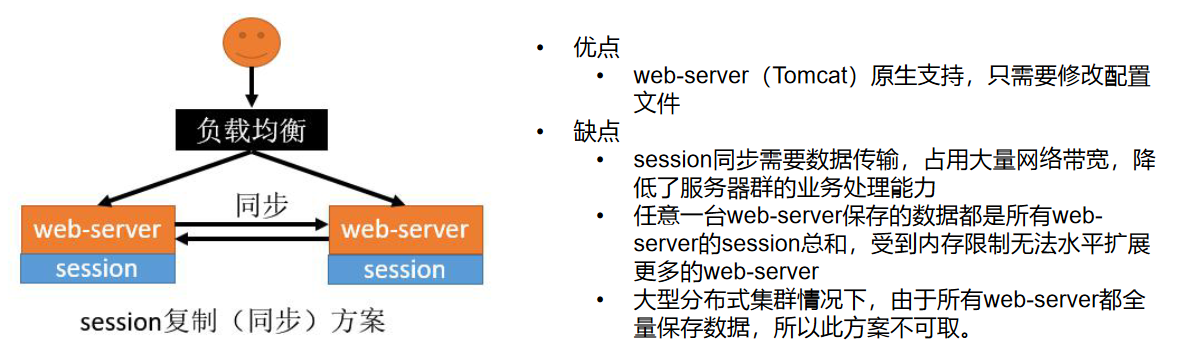 负载均衡
同步
web-server
web-server
session
session
session复制（同步）方案
• 优点
• web-server（Tomcat）原生支持，只需要修改配置
文件
• 缺点
• session同步需要数据传输，占用大量网络带宽，降
低了服务器群的业务处理能力
• 任意一台web-server保存的数据都是所有web-
server的session总和，受到内存限制无法水平扩展
更多的web-server
• 大型分布式集群情况下，由于所有web-server都全
量保存数据，所以此方案不可取。